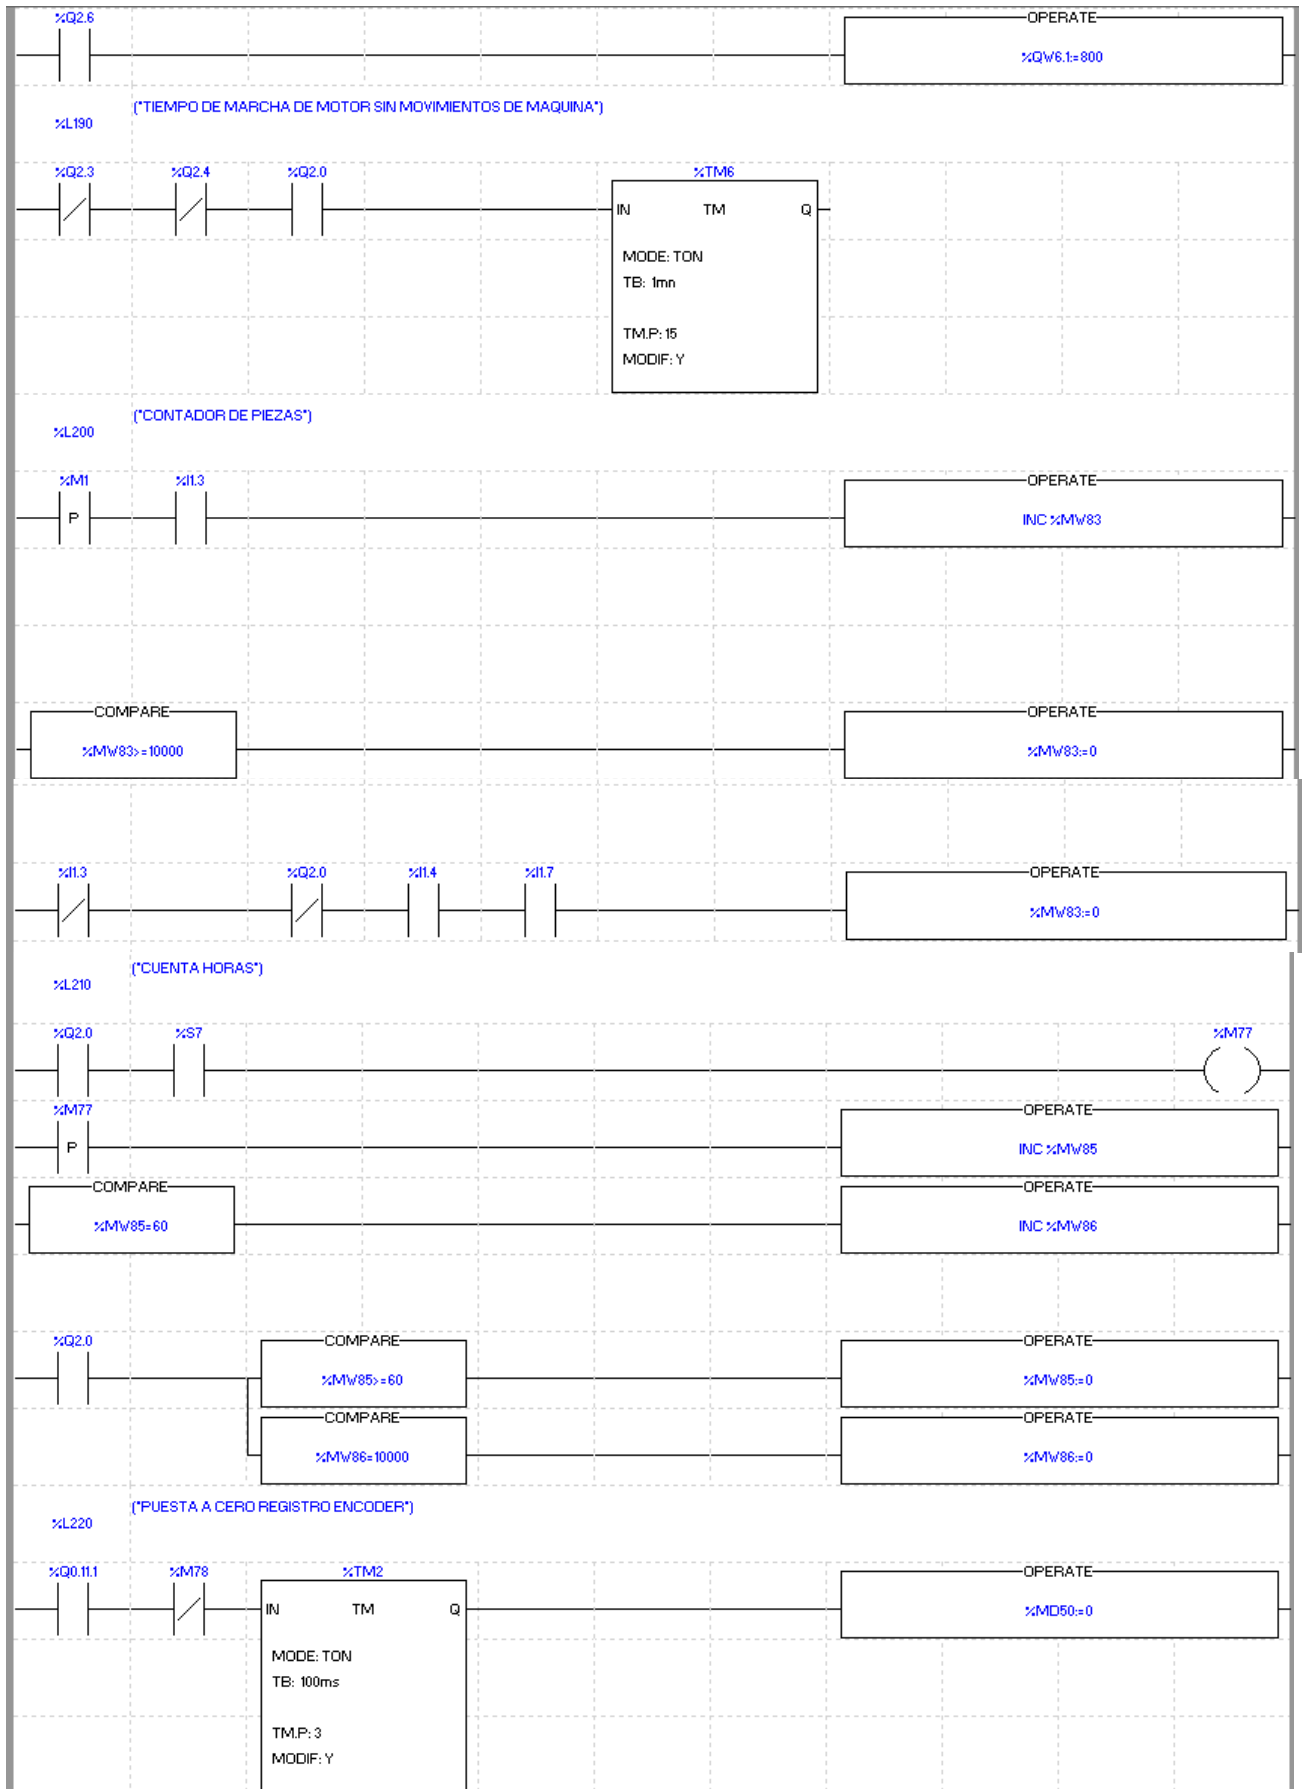 %Q2.6
OPERATE
%QW6.1:=800
("TIEMPO DE MARCHA DE MOTOR SIN MOVIMIENTOS DE MAQUINA")
%L190
%Q2.3 %Q2.4 %Q2.0 %TM6
IN TM Q
MODE: TON
TB: 1mn
TM.P: 15
MODIF: Y
("CONTADOR DE PIEZAS")
%L200
%M1 %I1.3 OPERATE
P INC %MW83
COMPARE OPERATE
%MW83>=10000 %MW83:=0
%I1.3 %Q2.0 %I1.4 %I1.7 OPERATE
%MW83:=0
("CUENTA HORAS")
%L210
%Q2.0 %S7 %M77
%M77 OPERATE
P INC %MW85
COMPARE OPERATE
%MW85=60 INC %MW86
%Q2.0 COMPARE OPERATE
%MW85>=60 %MW85:=0
COMPARE OPERATE
%MW86=10000 %MW86:=0
("PUESTA A CERO REGISTRO ENCODER")
%L220
%Q0.11.1 %M78 %TM2 OPERATE
IN TM Q %MD50:=0
MODE: TON
TB: 100ms
TM.P: 3
MODIF: Y